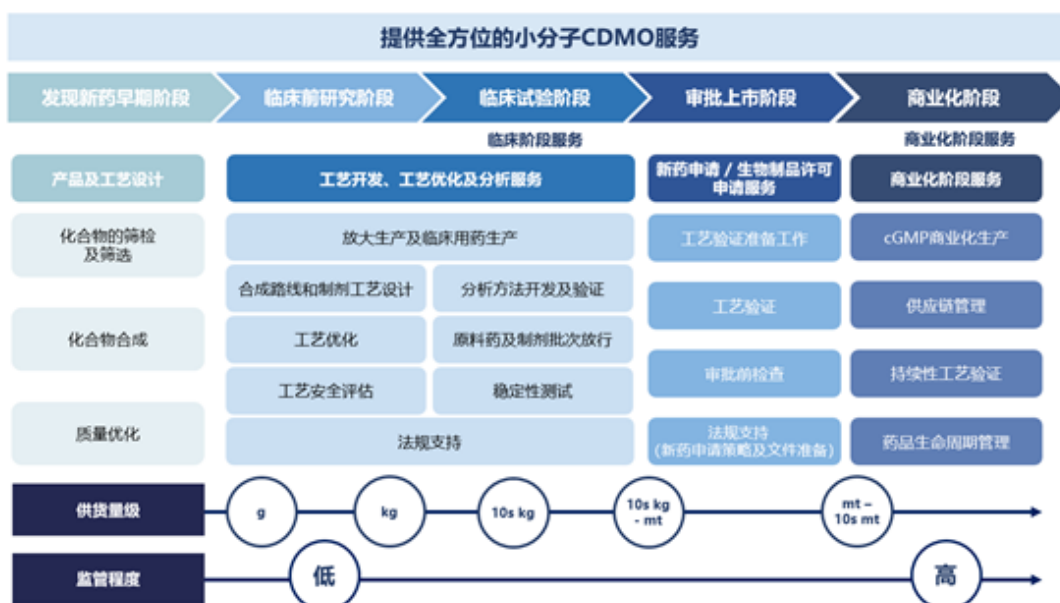 提供全方位的小分子CDMO服务
发现新药早期阶段
临床前研究阶段
临床试验阶段
审批上市阶段
商业化阶段
临床阶段服务
商业化阶段服务
产品及工艺设计
工艺开发、工艺优化及分析服务
新药申请 / 生物制品许可
申请服务
商业化阶段服务
化合物的筛检
及筛选
放大生产及临床用药生产
工艺验证准备工作
cGMP商业化生产
合成路线和制剂工艺设计
分析方法开发及验证
工艺验证
供应链管理
化合物合成
工艺优化
原料药及制剂批次放行
工艺安全评估
稳定性测试
审批前检查
持续性工艺验证
质量优化
法规支持
法规支持
(新药申请策略及文件准备)
药品生命周期管理
供货量级
g
kg
10s kg
10s kg
- mt
mt –
10s mt
监管程度
低
高